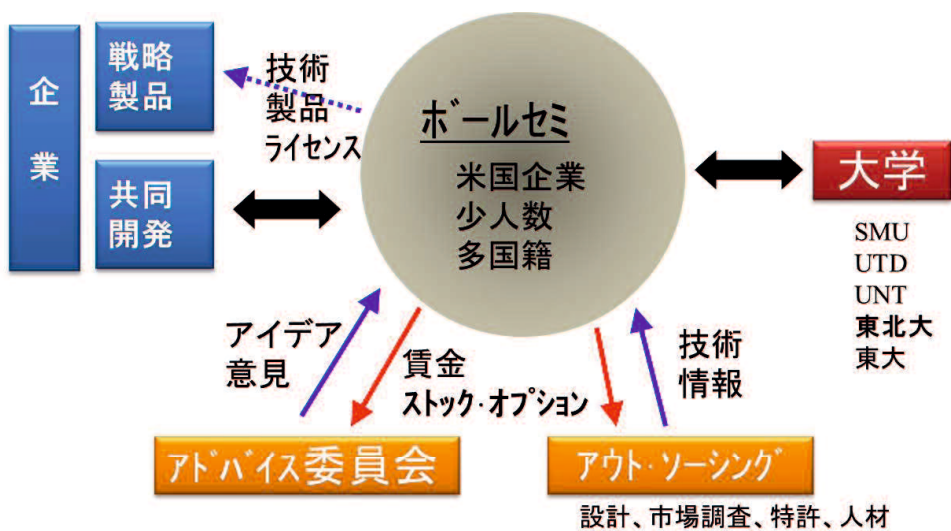 企
業
戦略
製品
共同
開発
技術
製品
ライセンス
ﾎﾞｰﾙセミ
米国企業
少人数
多国籍
大学
SMU
UTD
UNT
東北大
東大
アイデア
意見
賃金
ｽﾄｯｸ･ｵﾌﾟｼｮﾝ
技術
情報
ｱﾄﾞﾊﾞｲｽ委員会
ｱｳﾄ･ｿｰｼﾝｸﾞ
設計、市場調査、特許、人材